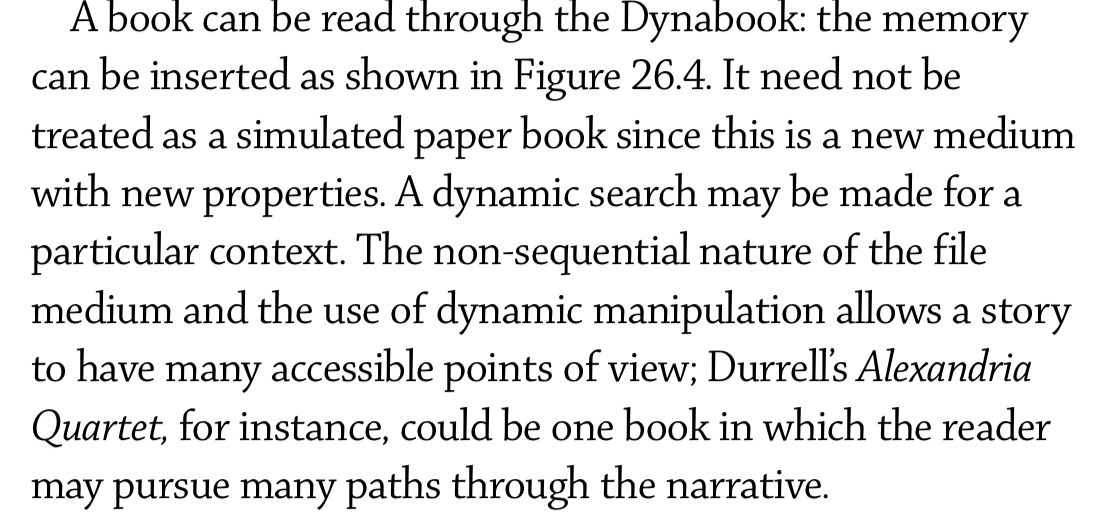 A book can be read through the Dynabook: the memory
can be inserted as shown in Figure 26.4. It need not be
treated as a simulated paper book since this is a new medium
with new properties. A dynamic search may be made for a
particular context. The non-sequential nature of the file
medium and the use of dynamic manipulation allows a story
to have many accessible points of view; Durrell’s Alexandria
Quartet, for instance, could be one book in which the reader
may pursue many paths through the narrative.